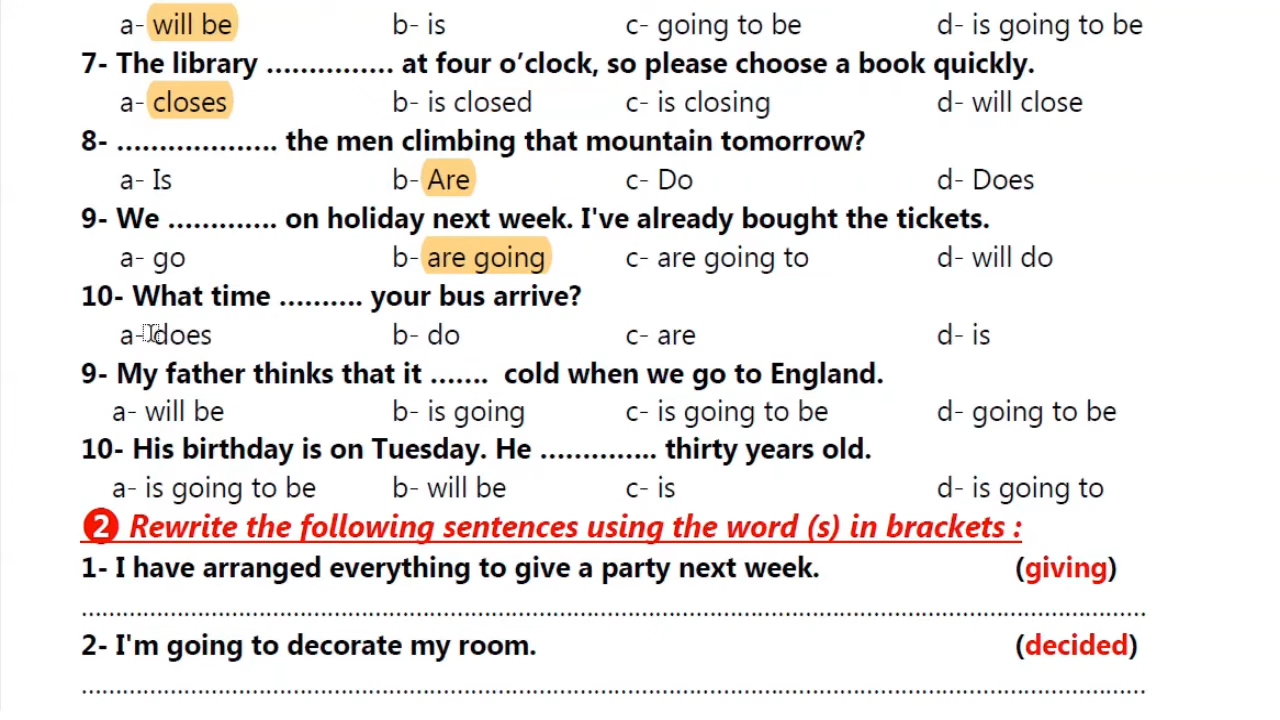 a- will be b- is c- going to be d- is going to be
7- The library …………… at four o’clock, so please choose a book quickly.
a- closes b- is closed c- is closing d- will close
8- ………………. the men climbing that mountain tomorrow?
a- Is b- Are c- Do d- Does
9- We …………. on holiday next week. I've already bought the tickets.
a- go b- are going c- are going to d- will do
10- What time ………. your bus arrive?
a- does b- do c- are d- is
9- My father thinks that it ……. cold when we go to England.
a- will be b- is going c- is going to be d- going to be
10- His birthday is on Tuesday. He ………….. thirty years old.
a- is going to be b- will be c- is d- is going to
❷ Rewrite the following sentences using the word (s) in brackets :
1- I have arranged everything to give a party next week. (giving)
2- I'm going to decorate my room. (decided)